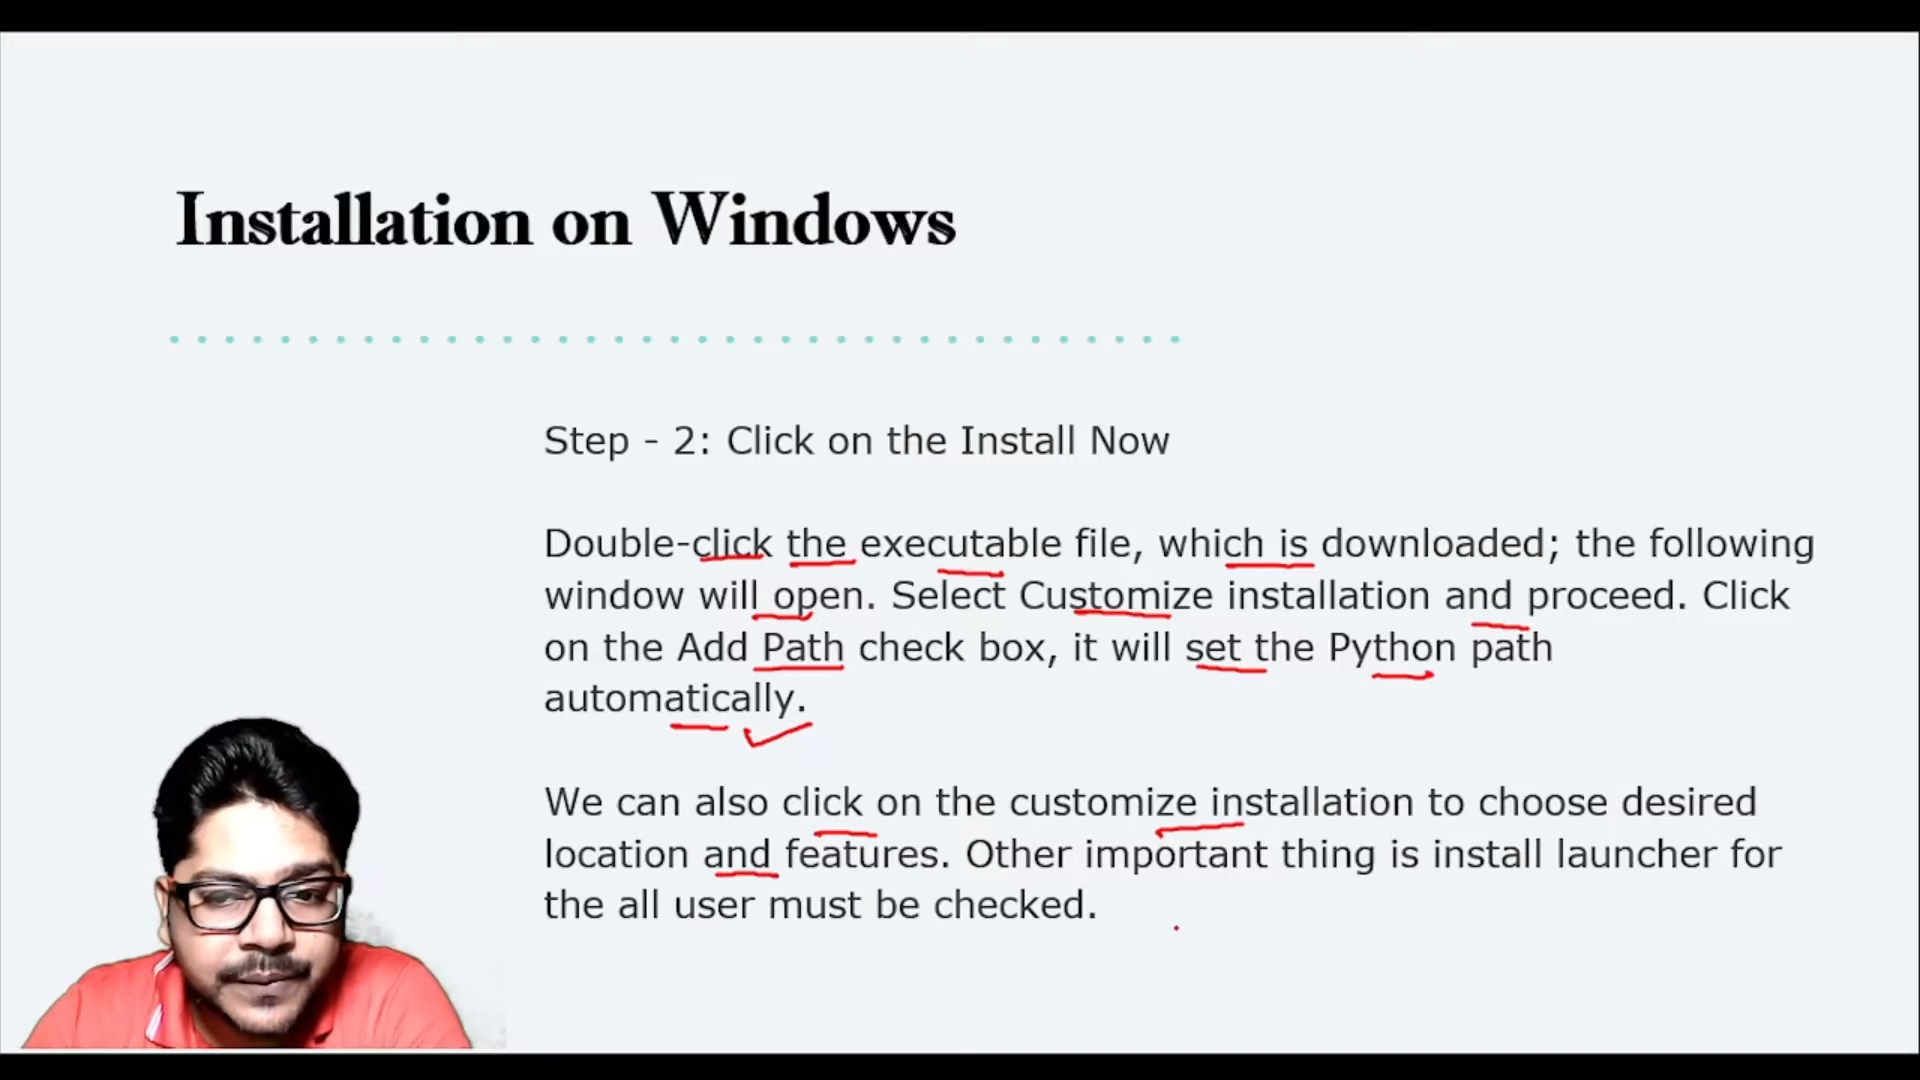 Installation on Windows
Step - 2: Click on the Install Now
Double-click the executable file, which is downloaded; the following
window will open. Select Customize installation and proceed. Click
on the Add Path check box, it will set the Python path
automatically.
We can also click on the customize installation to choose desired
location and features. Other important thing is install launcher for
the all user must be checked.